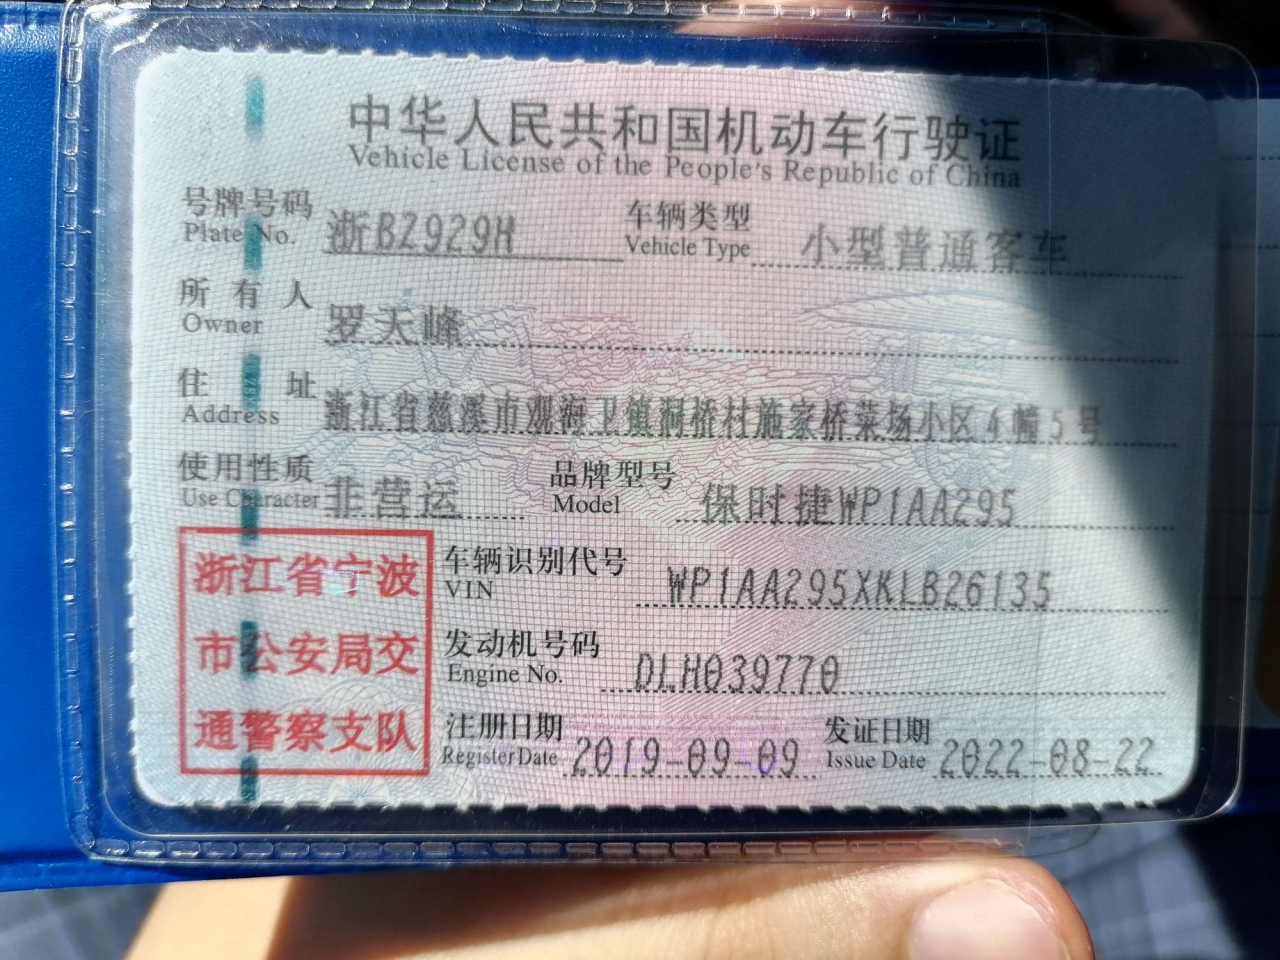 中华人民共和国机动车行驶证
Vehicle License of the People's Republic of China
号牌号码 浙BZ929H 车辆类型 小型普通客车
Plate No. Vehicle Type
所有人 罗天峰
Owner
住址 浙江省慈溪市观海卫镇洞桥村施家桥菜场小区4幢5号
Address
使用性质 非营运 品牌型号 保时捷WP1AA295
Use Character Model
浙江省宁波
市公安局交
通警察支队
车辆识别代号 WP1AA295XKLB26135
VIN
发动机号码 DLH039770
Engine No.
注册日期 2019-09-09 发证日期 2022-08-22
Register Date Issue Date